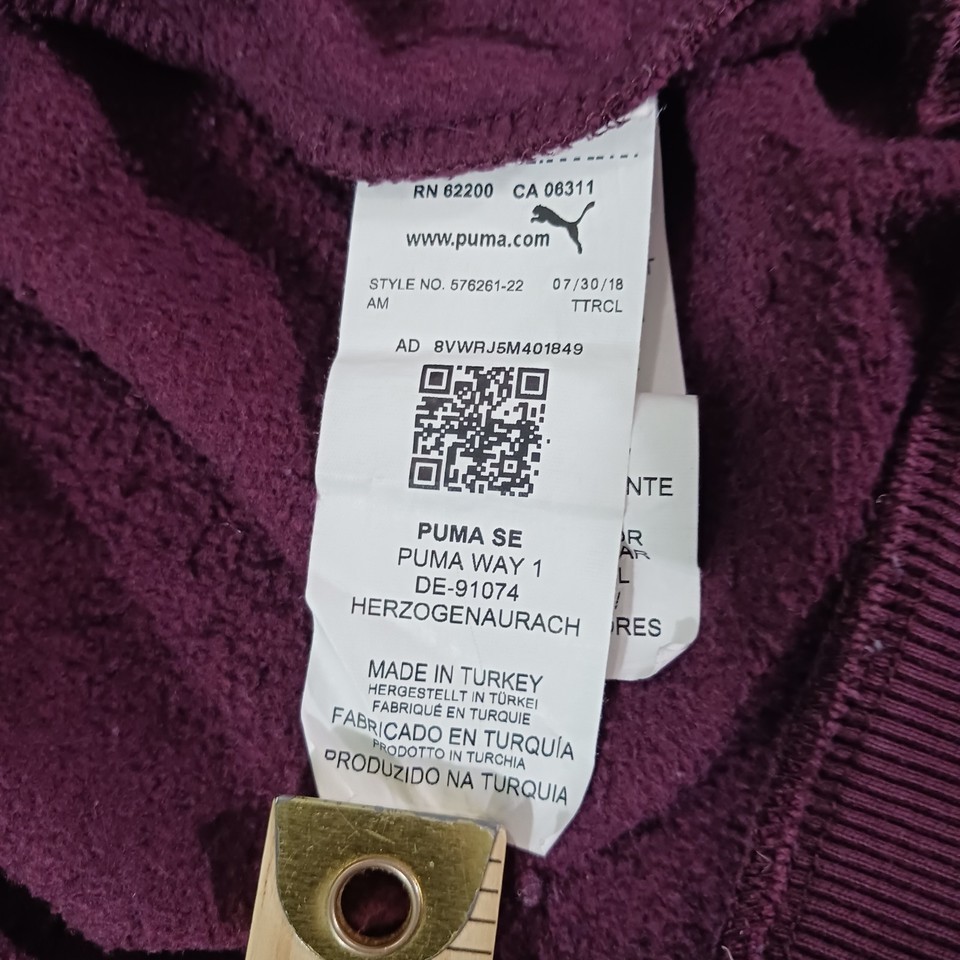 RN 62200 CA 06311
www.puma.com
STYLE NO. 576261-22 07/30/18
AM TTRCL
AD 8VWRJ5M401849
PUMA SE
PUMA WAY 1
DE-91074
HERZOGENAURACH
MADE IN TURKEY
HERGESTELLT IN TÜRKEI
FABRIQUÉ EN TURQUIE
FABRICADO EN TURQUÍA
PRODOTTO IN TURCHIA
PRODUZIDO NA TURQUIA